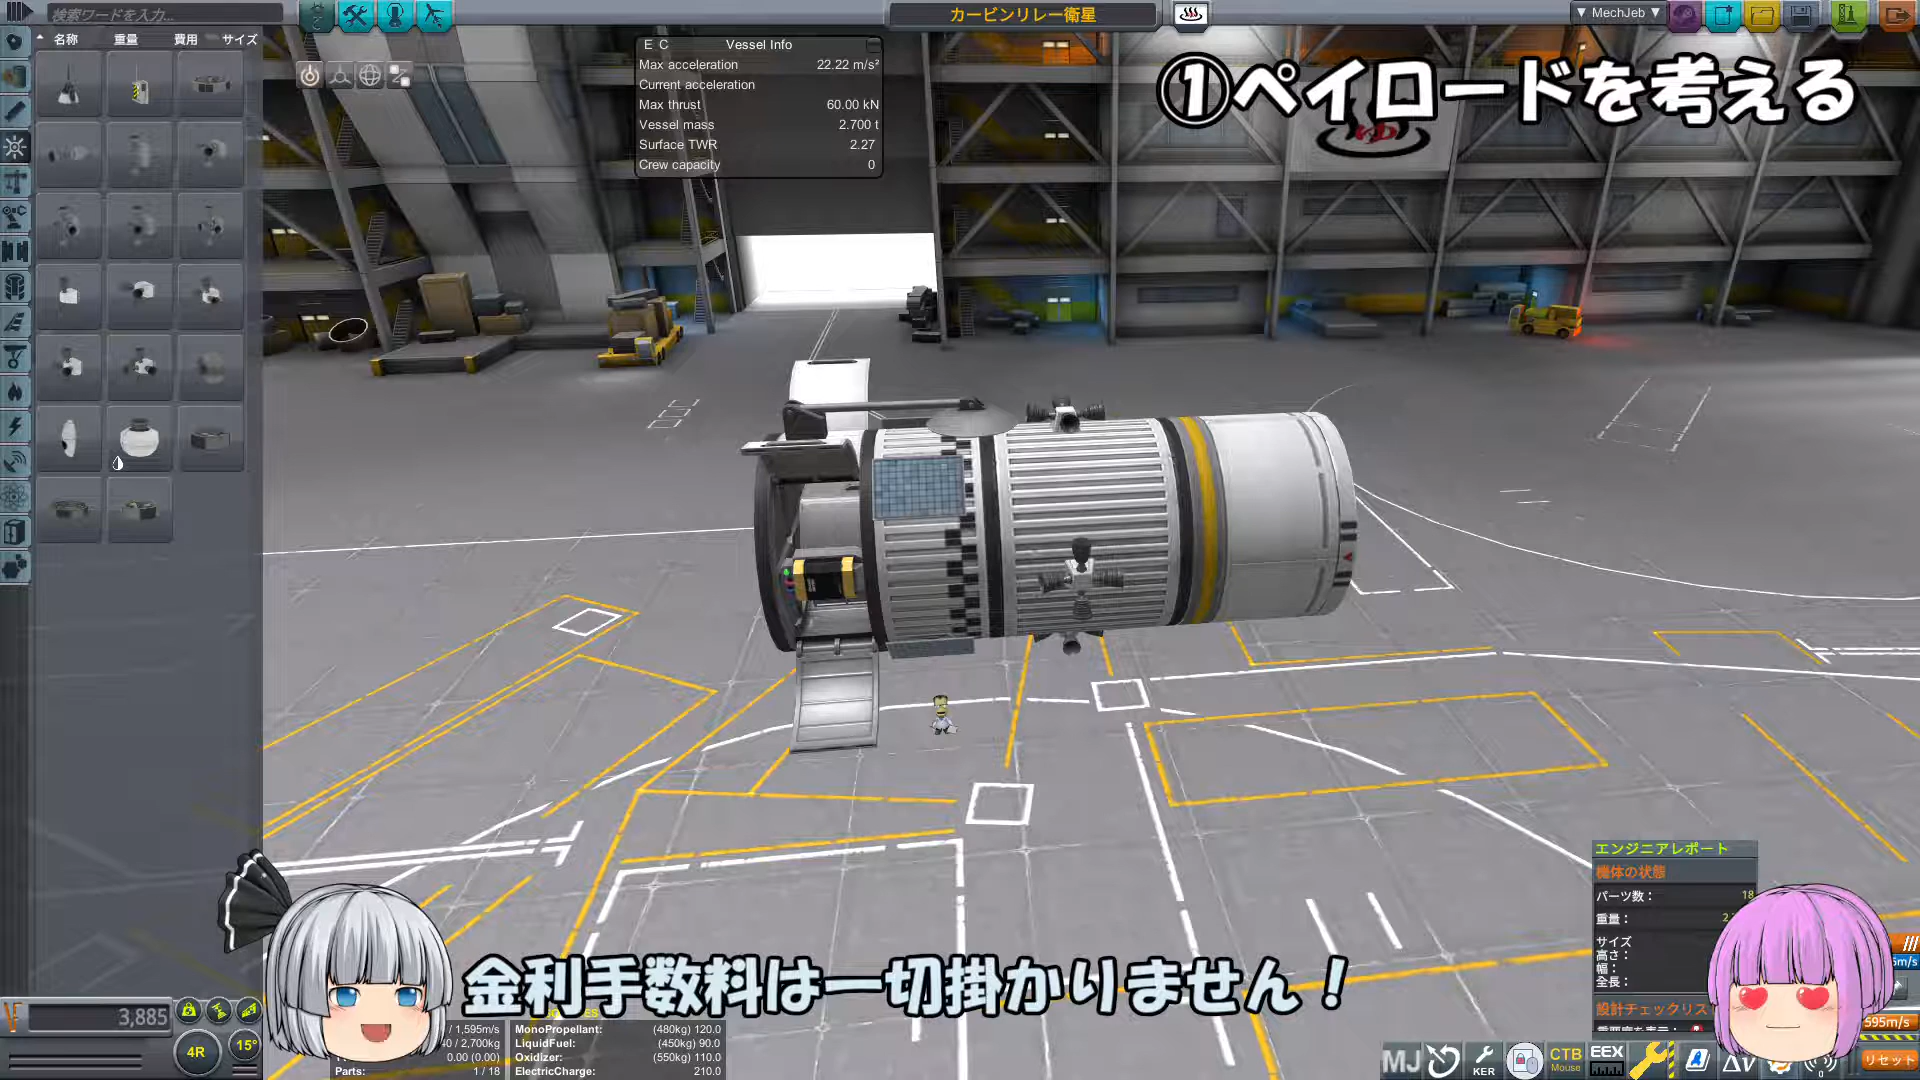 検索ワードを入力...
カービンリレー衛星
▼ MechJeb ▼
名称 重量 費用 サイズ
E C Vessel Info
Max acceleration 22.22 m/s²
Current acceleration
Max thrust 60.00 kN
Vessel mass 2.700 t
Surface TWR 2.27
Crew capacity 0
①ペイロードを考える
エンジニアレポート
機体の状態
パーツ数： 18
重量：
サイズ
高さ：
幅：
全長：
設計チェックリス
金利手数料は一切掛かりません！
3,885
4R
15°
/ 1,595m/s
/ 2,700kg
0.00 (0.00)
Parts: 1 / 18
MonoPropellant: (480kg) 120.0
LiquidFuel: (450kg) 90.0
Oxidizer: (550kg) 110.0
ElectricCharge: 210.0
595m/s
MJ
KER
CTB
Mouse
EEX
ΔV
リセット